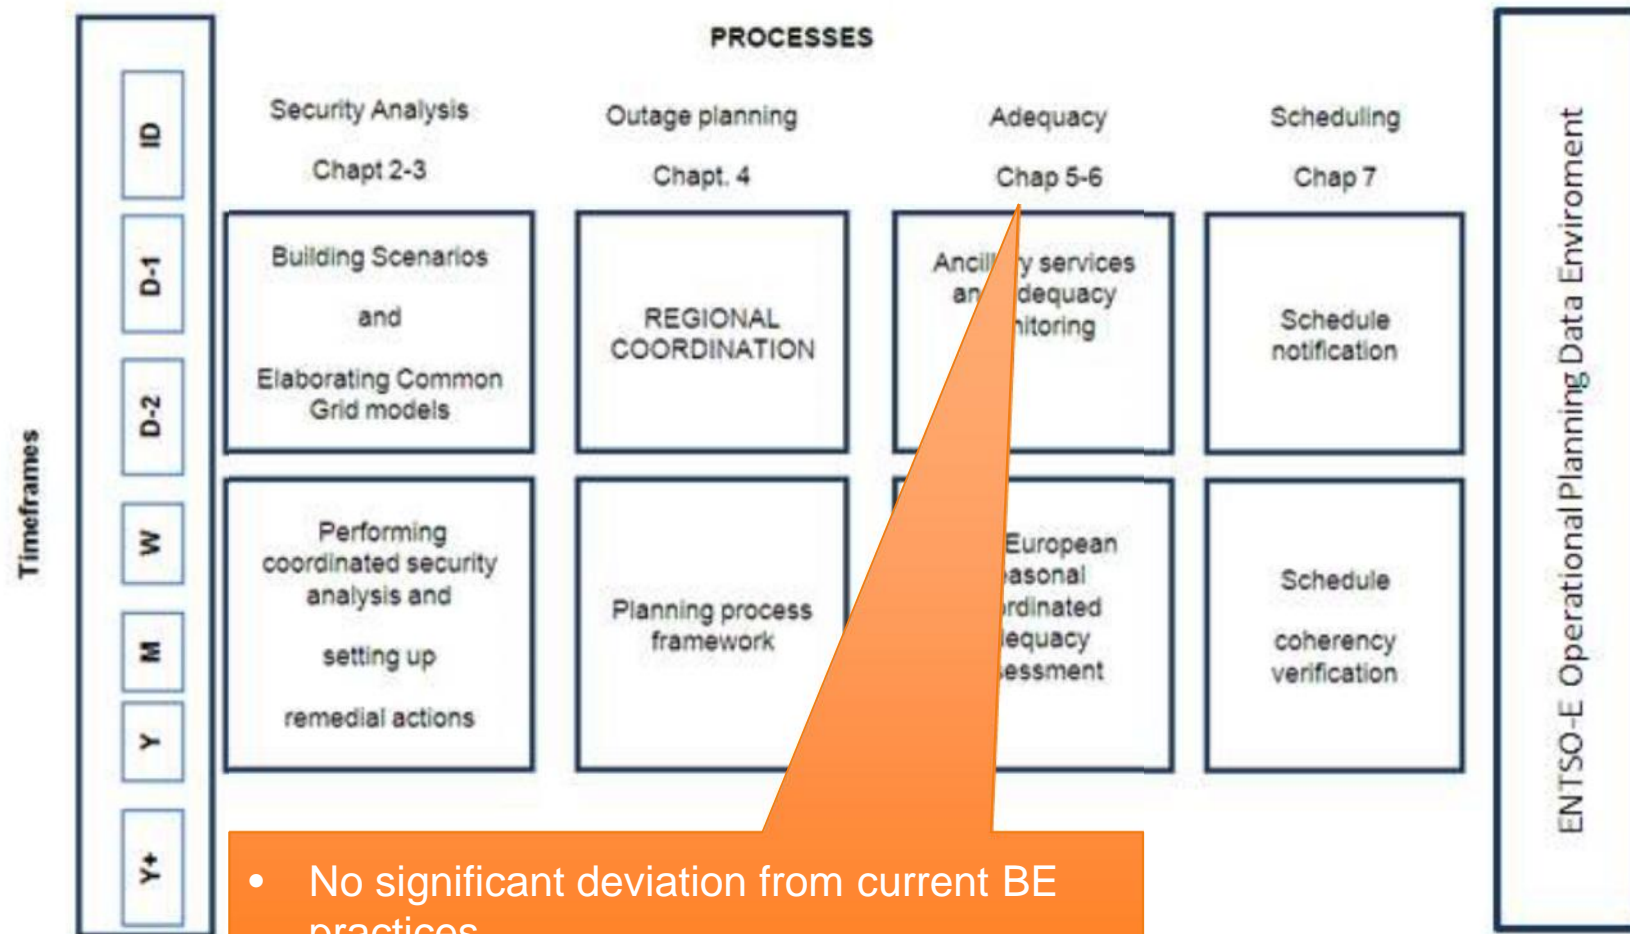 PROCESSES
Timeframes
ID
D-1
D-2
W
M
Y
Y+
Security Analysis
Chapt 2-3
Building Scenarios
and
Elaborating Common
Grid models
Performing
coordinated security
analysis and
setting up
remedial actions
Outage planning
Chapt. 4
REGIONAL
COORDINATION
Planning process
framework
Adequacy
Chap 5-6
services
European
Scheduling
Chap 7
Schedule
notification
Schedule
coherency
verification
ENTSO-E Operational Planning Data Enviroment
• No significant deviation from current BE
practices